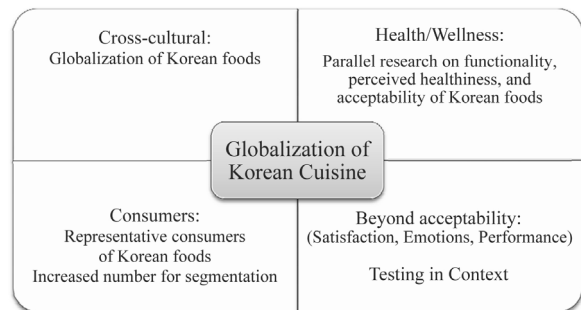 Cross-cultural:
Globalization of Korean foods
Health/Wellness:
Parallel research on functionality,
perceived healthiness, and
acceptability of Korean foods
Globalization of
Korean Cuisine
Consumers:
Representative consumers
of Korean foods
Increased number for segmentation
Beyond acceptability:
(Satisfaction, Emotions, Performance)
Testing in Context